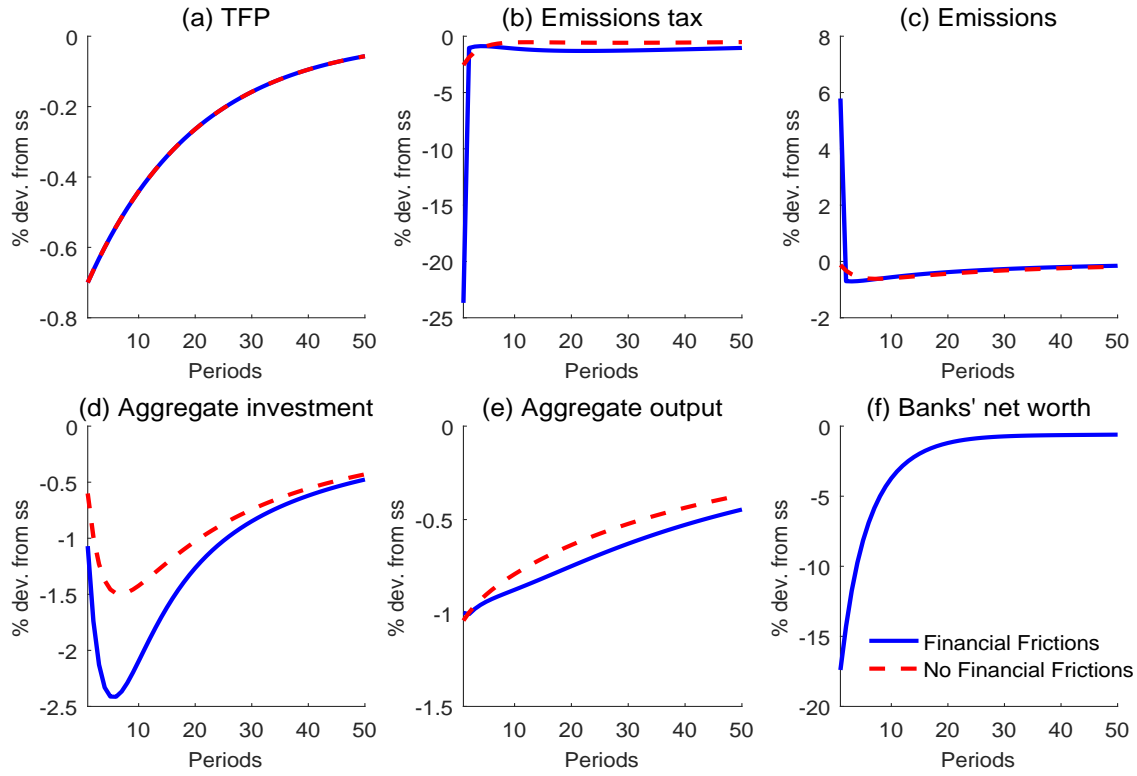 (a) TFP
(b) Emissions tax
(c) Emissions
0
-0.2
-0.4
-0.6
-0.8
% dev. from ss
10 20 30 40 50
Periods
0
-5
-10
-15
-20
-25
% dev. from ss
10 20 30 40 50
Periods
8
6
4
2
0
-2
% dev. from ss
10 20 30 40 50
Periods
(d) Aggregate investment
(e) Aggregate output
(f) Banks' net worth
0
-0.5
-1
-1.5
-2
-2.5
% dev. from ss
10 20 30 40 50
Periods
0
-0.5
-1
-1.5
% dev. from ss
10 20 30 40 50
Periods
0
-5
-10
-15
-20
% dev. from ss
Financial Frictions
No Financial Frictions
10 20 30 40 50
Periods